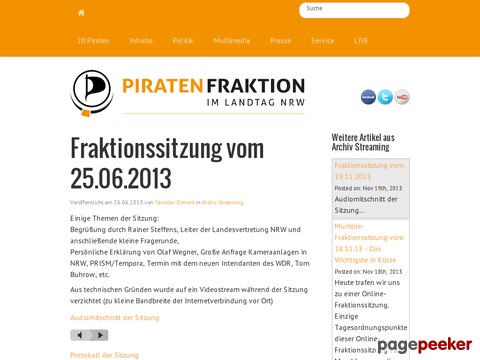 Suche
20 Piraten Inhalte Politik Multimedia Presse Service LIVE
PIRATENFRAKTION
IM LANDTAG NRW
facebook twitter You Tube
Fraktionssitzung vom
25.06.2013
Veröffentlicht am 26.06.2013 von Yaroslav Dimont in Archiv Streaming
Einige Themen der Sitzung:
Begrüßung durch Rainer Steffens, Leiter der Landesvertretung NRW und
anschließende kleine Fragerunde,
Persönliche Erklärung von Olaf Wegner, Große Anfrage Kameraanlagen in
NRW, PRISM/Tempora, Termin mit dem neuen Intendanten des WDR, Tom
Buhrow, etc.
Aus technischen Gründen wurde auf ein Videostream während der Sitzung
verzichtet (zu kleine Bandbreite der Internetverbindung vor Ort)
Audiomitschnitt der Sitzung
Protokoll der Sitzung
Weitere Artikel aus
Archiv Streaming
Fraktionssitzung vom
19.11.2013
Posted on: Nov 19th, 2013
Audiomitschnitt der
Sitzung...
Mumble-
Fraktionssitzung vom
18.11.13 - Das
Wichtigste in Kürze
Posted on: Nov 18th, 2013
Heute trafen wir uns
zu einer Online-
Fraktionssitzung.
Einzige
Tagesordnungspunkte
dieser Online-
Fraktionssitzung
pagepeeker